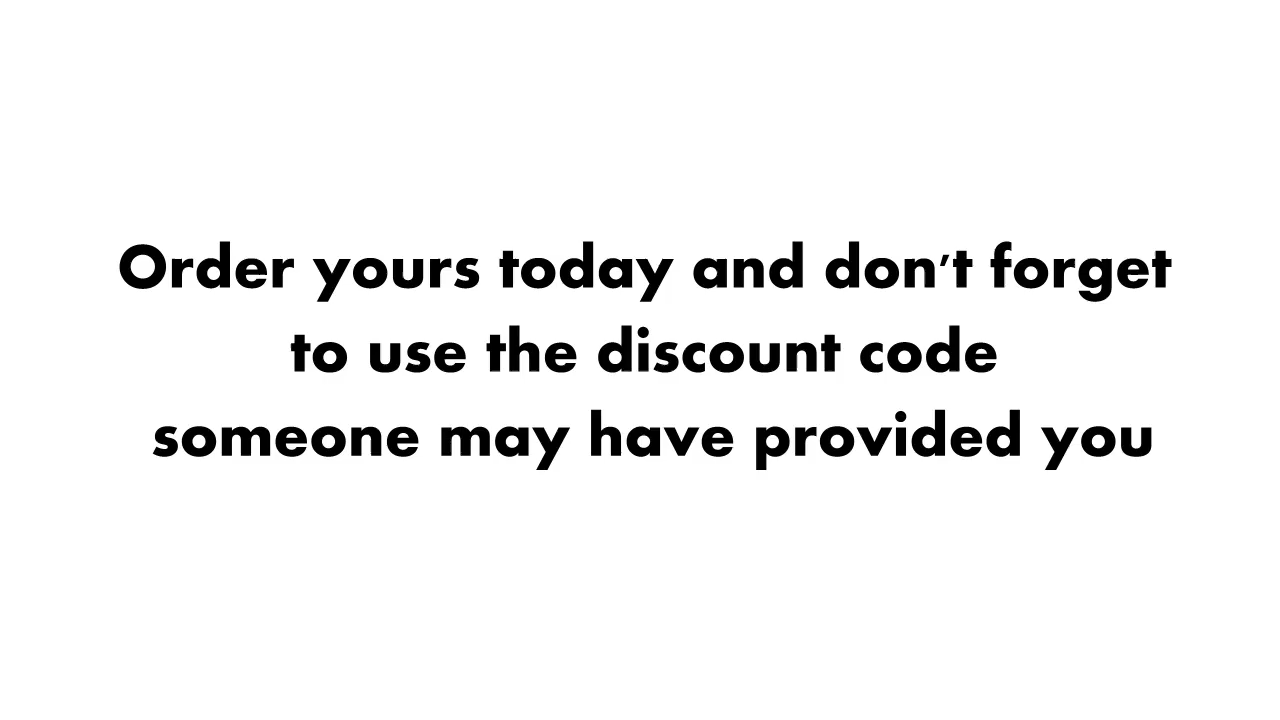 Order yours today and don't forget
to use the discount code
someone may have provided you